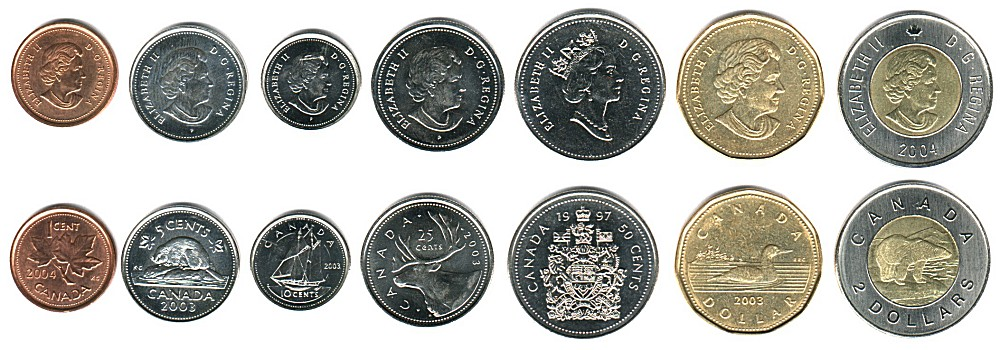 ELIZABETH II D·G·REGINA
ELIZABETH II D·G·REGINA
P
ELIZABETH II D·G·REGINA
P
ELIZABETH II D·G·REGINA
P
ELIZABETH II D·G·REGINA
ELIZABETH II D·G·REGINA
ELIZABETH II D·G·REGINA
2004
1 CENT
2004
CANADA
5 CENTS
CANADA
2003
CANADA
2003
10 CENTS
25
cents
CANADA
2003
19 97
CANADA
50 CENTS
CANADA
2003
DOLLAR
CANADA
2 DOLLARS